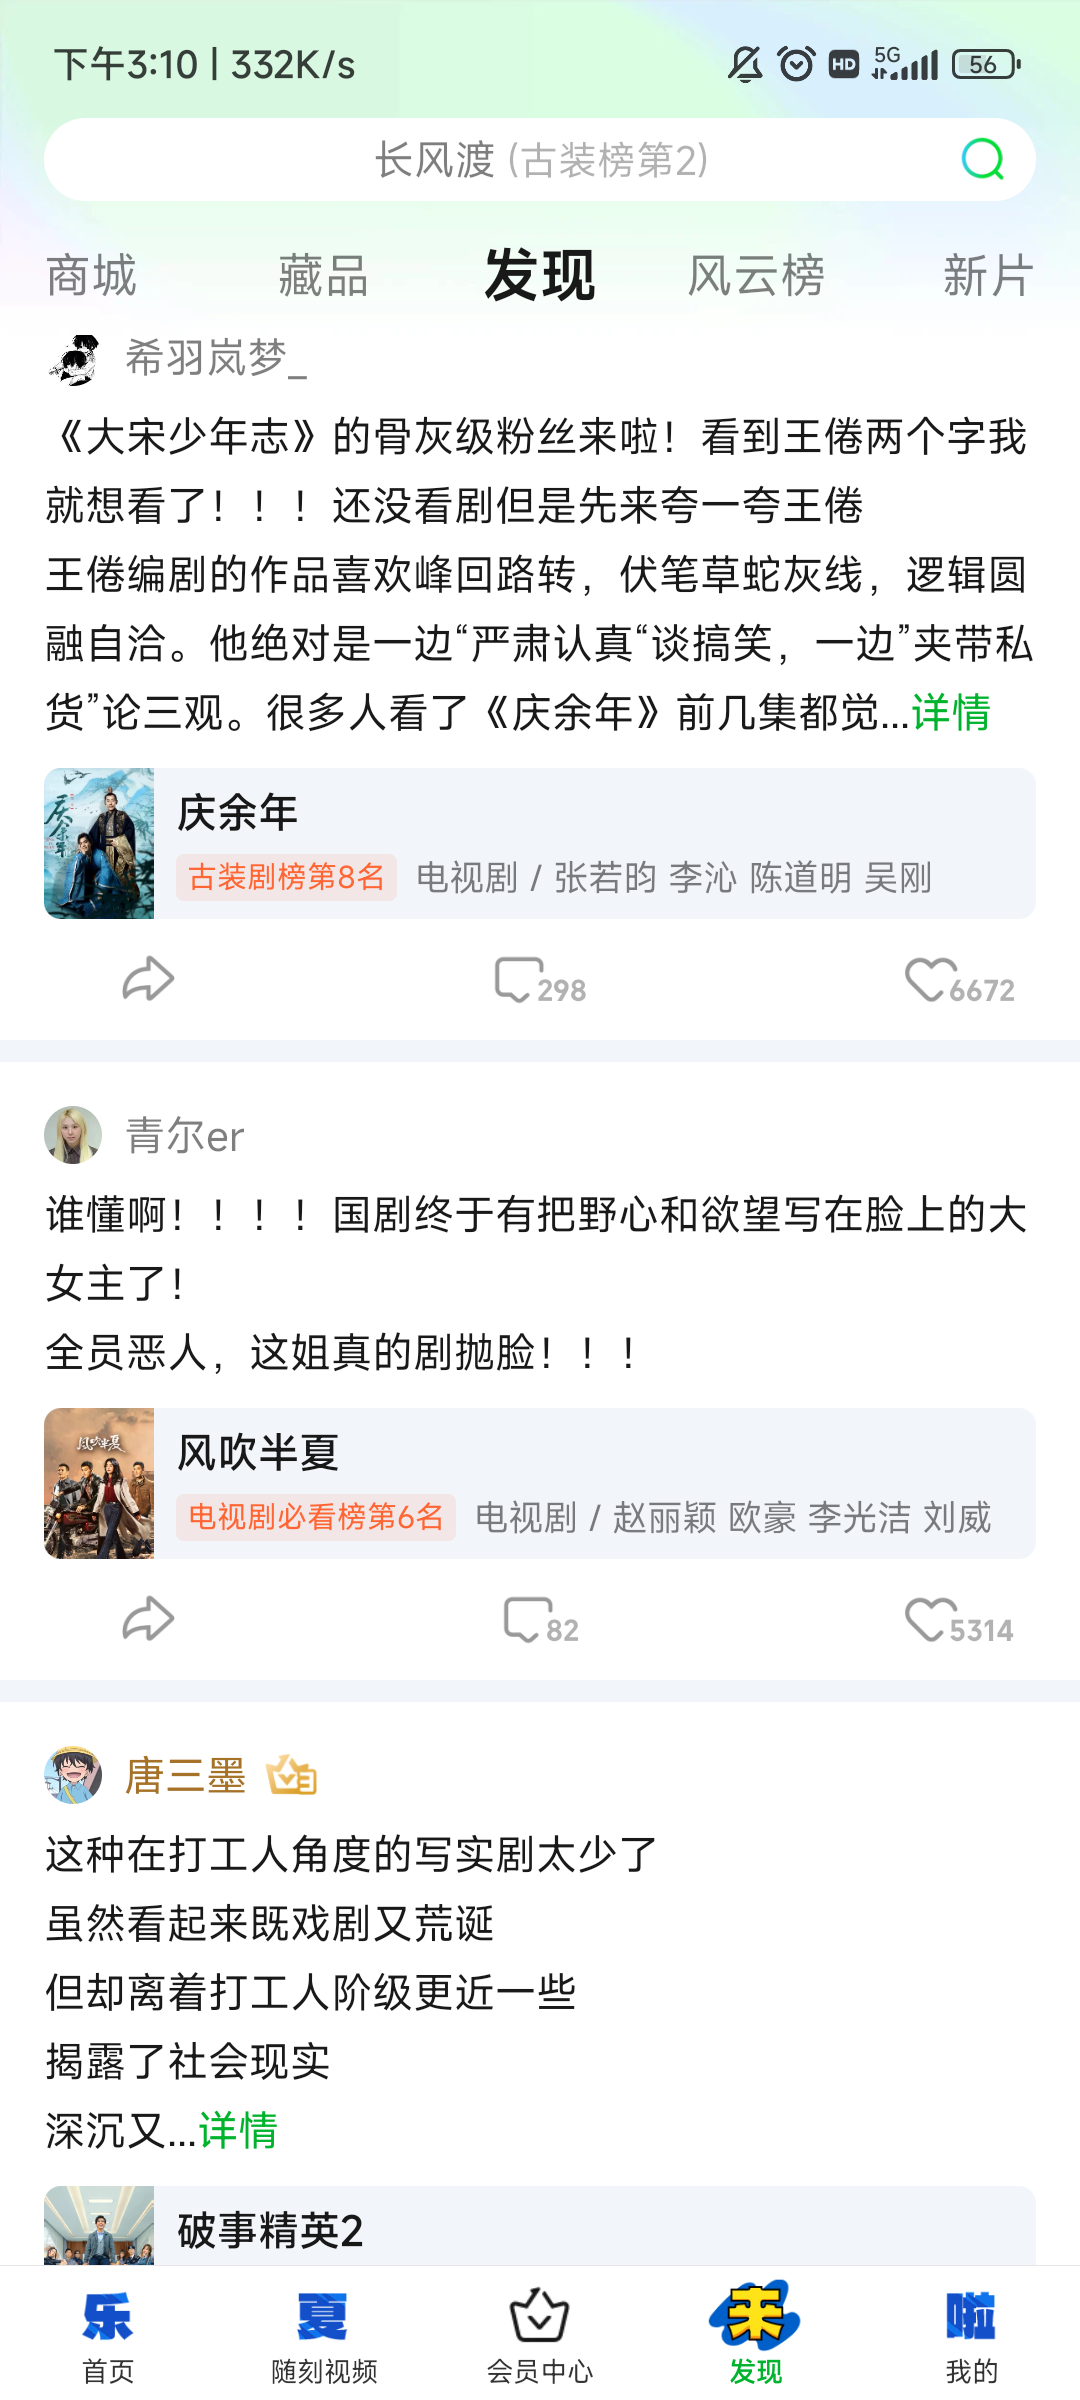 下午3:10 | 332K/s
HD 5G 56
长风渡 (古装榜第2)
商城 藏品 发现 风云榜 新片
希羽岚梦_
《大宋少年志》的骨灰级粉丝来啦！看到王倦两个字我
就想看了！！！还没看剧但是先来夸一夸王倦
王倦编剧的作品喜欢峰回路转，伏笔草蛇灰线，逻辑圆
融自洽。他绝对是一边“严肃认真“谈搞笑，一边”夹带私
货”论三观。很多人看了《庆余年》前几集都觉...详情
庆余年
庆余年
古装剧榜第8名 电视剧 / 张若昀 李沁 陈道明 吴刚
298 6672
青尔er
谁懂啊！！！！国剧终于有把野心和欲望写在脸上的大
女主了！
全员恶人，这姐真的剧抛脸！！！
风吹半夏
风吹半夏
电视剧必看榜第6名 电视剧 / 赵丽颖 欧豪 李光洁 刘威
82 5314
唐三墨
这种在打工人角度的写实剧太少了
虽然看起来既戏剧又荒诞
但却离着打工人阶级更近一些
揭露了社会现实
深沉又...详情
破事精英2
乐 夏 来 啦
首页 随刻视频 会员中心 发现 我的